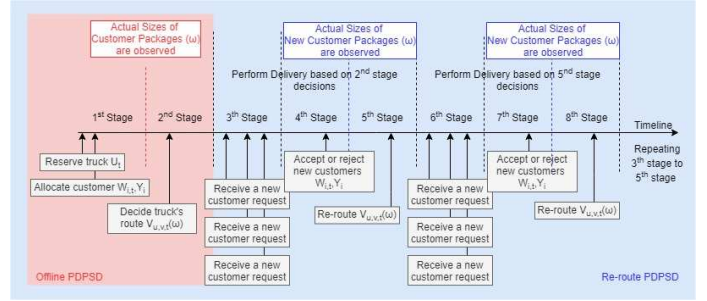 Actual Sizes of
Customer Packages (ω)
are observed
Actual Sizes of
New Customer Packages (ω)
are observed
Actual Sizes of
New Customer Packages (ω)
are observed
Perform Delivery based on 2nd stage
decisions
Perform Delivery based on 5nd stage
decisions
1st Stage
2nd Stage
3th Stage
4th Stage
5th Stage
6th Stage
7th Stage
8th Stage
Timeline
Repeating
3th stage to
5th stage
Reserve truck Ut
Allocate customer Wi,t,Yi
Decide truck's
route Vu,v,t(ω)
Receive a new
customer request
Receive a new
customer request
Receive a new
customer request
Accept or reject
new customers
Wi,t,Yi
Re-route Vu,v,t(ω)
Receive a new
customer request
Receive a new
customer request
Receive a new
customer request
Accept or reject
new customers
Wi,t,Yi
Re-route Vu,v,t(ω)
Offline PDPSD
Re-route PDPSD